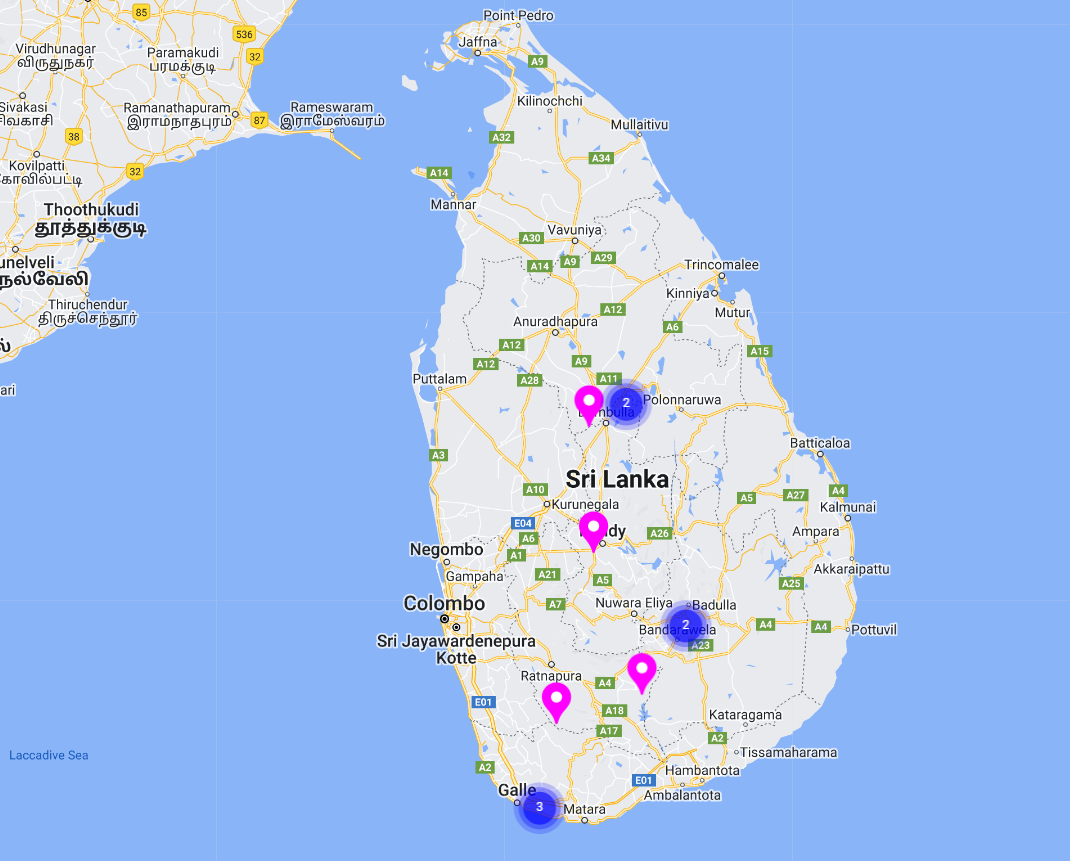 Point Pedro
85
Jaffna
536
Virudhunagar
விருதுநகர்
Paramakudi
பரமக்குடி
32
A9
Kilinochchi
Sivakasi
சிவகாசி
Ramanathapuram
இராமநாதபுரம்
87
Rameswaram
இராமேஸ்வரம்
Mullaitivu
38
A32
A34
Kovilpatti
கோவில்பட்டி
32
A14
Mannar
Thoothukudi
தூத்துக்குடி
A30
Vavuniya
A14
A9
A29
unelveli
நெல்வேலி
Trincomalee
Kinniya
Mutur
Thiruchendur
திருச்செந்தூர்
A12
Anuradhapura
A6
A12
A15
A12
A9
A28
A11
Puttalam
ari
2
Polonnaruwa
A3
Batticaloa
Sri Lanka
A10
A5
A27
A4
Kurunegala
Kalmunai
E04
A6
A26
Ampara
Negombo
A1
Akkaraipattu
Gampaha
A21
A5
A25
Colombo
A7
Nuwara Eliya
Badulla
2
Bandarawela
A4
A4
Pottuvil
Sri Jayawardenepura
Kotte
A23
Ratnapura
A4
E01
A18
Kataragama
A17
A2
Laccadive Sea
Tissamaharama
A2
Hambantota
E01
Galle
Ambalantota
3
Matara